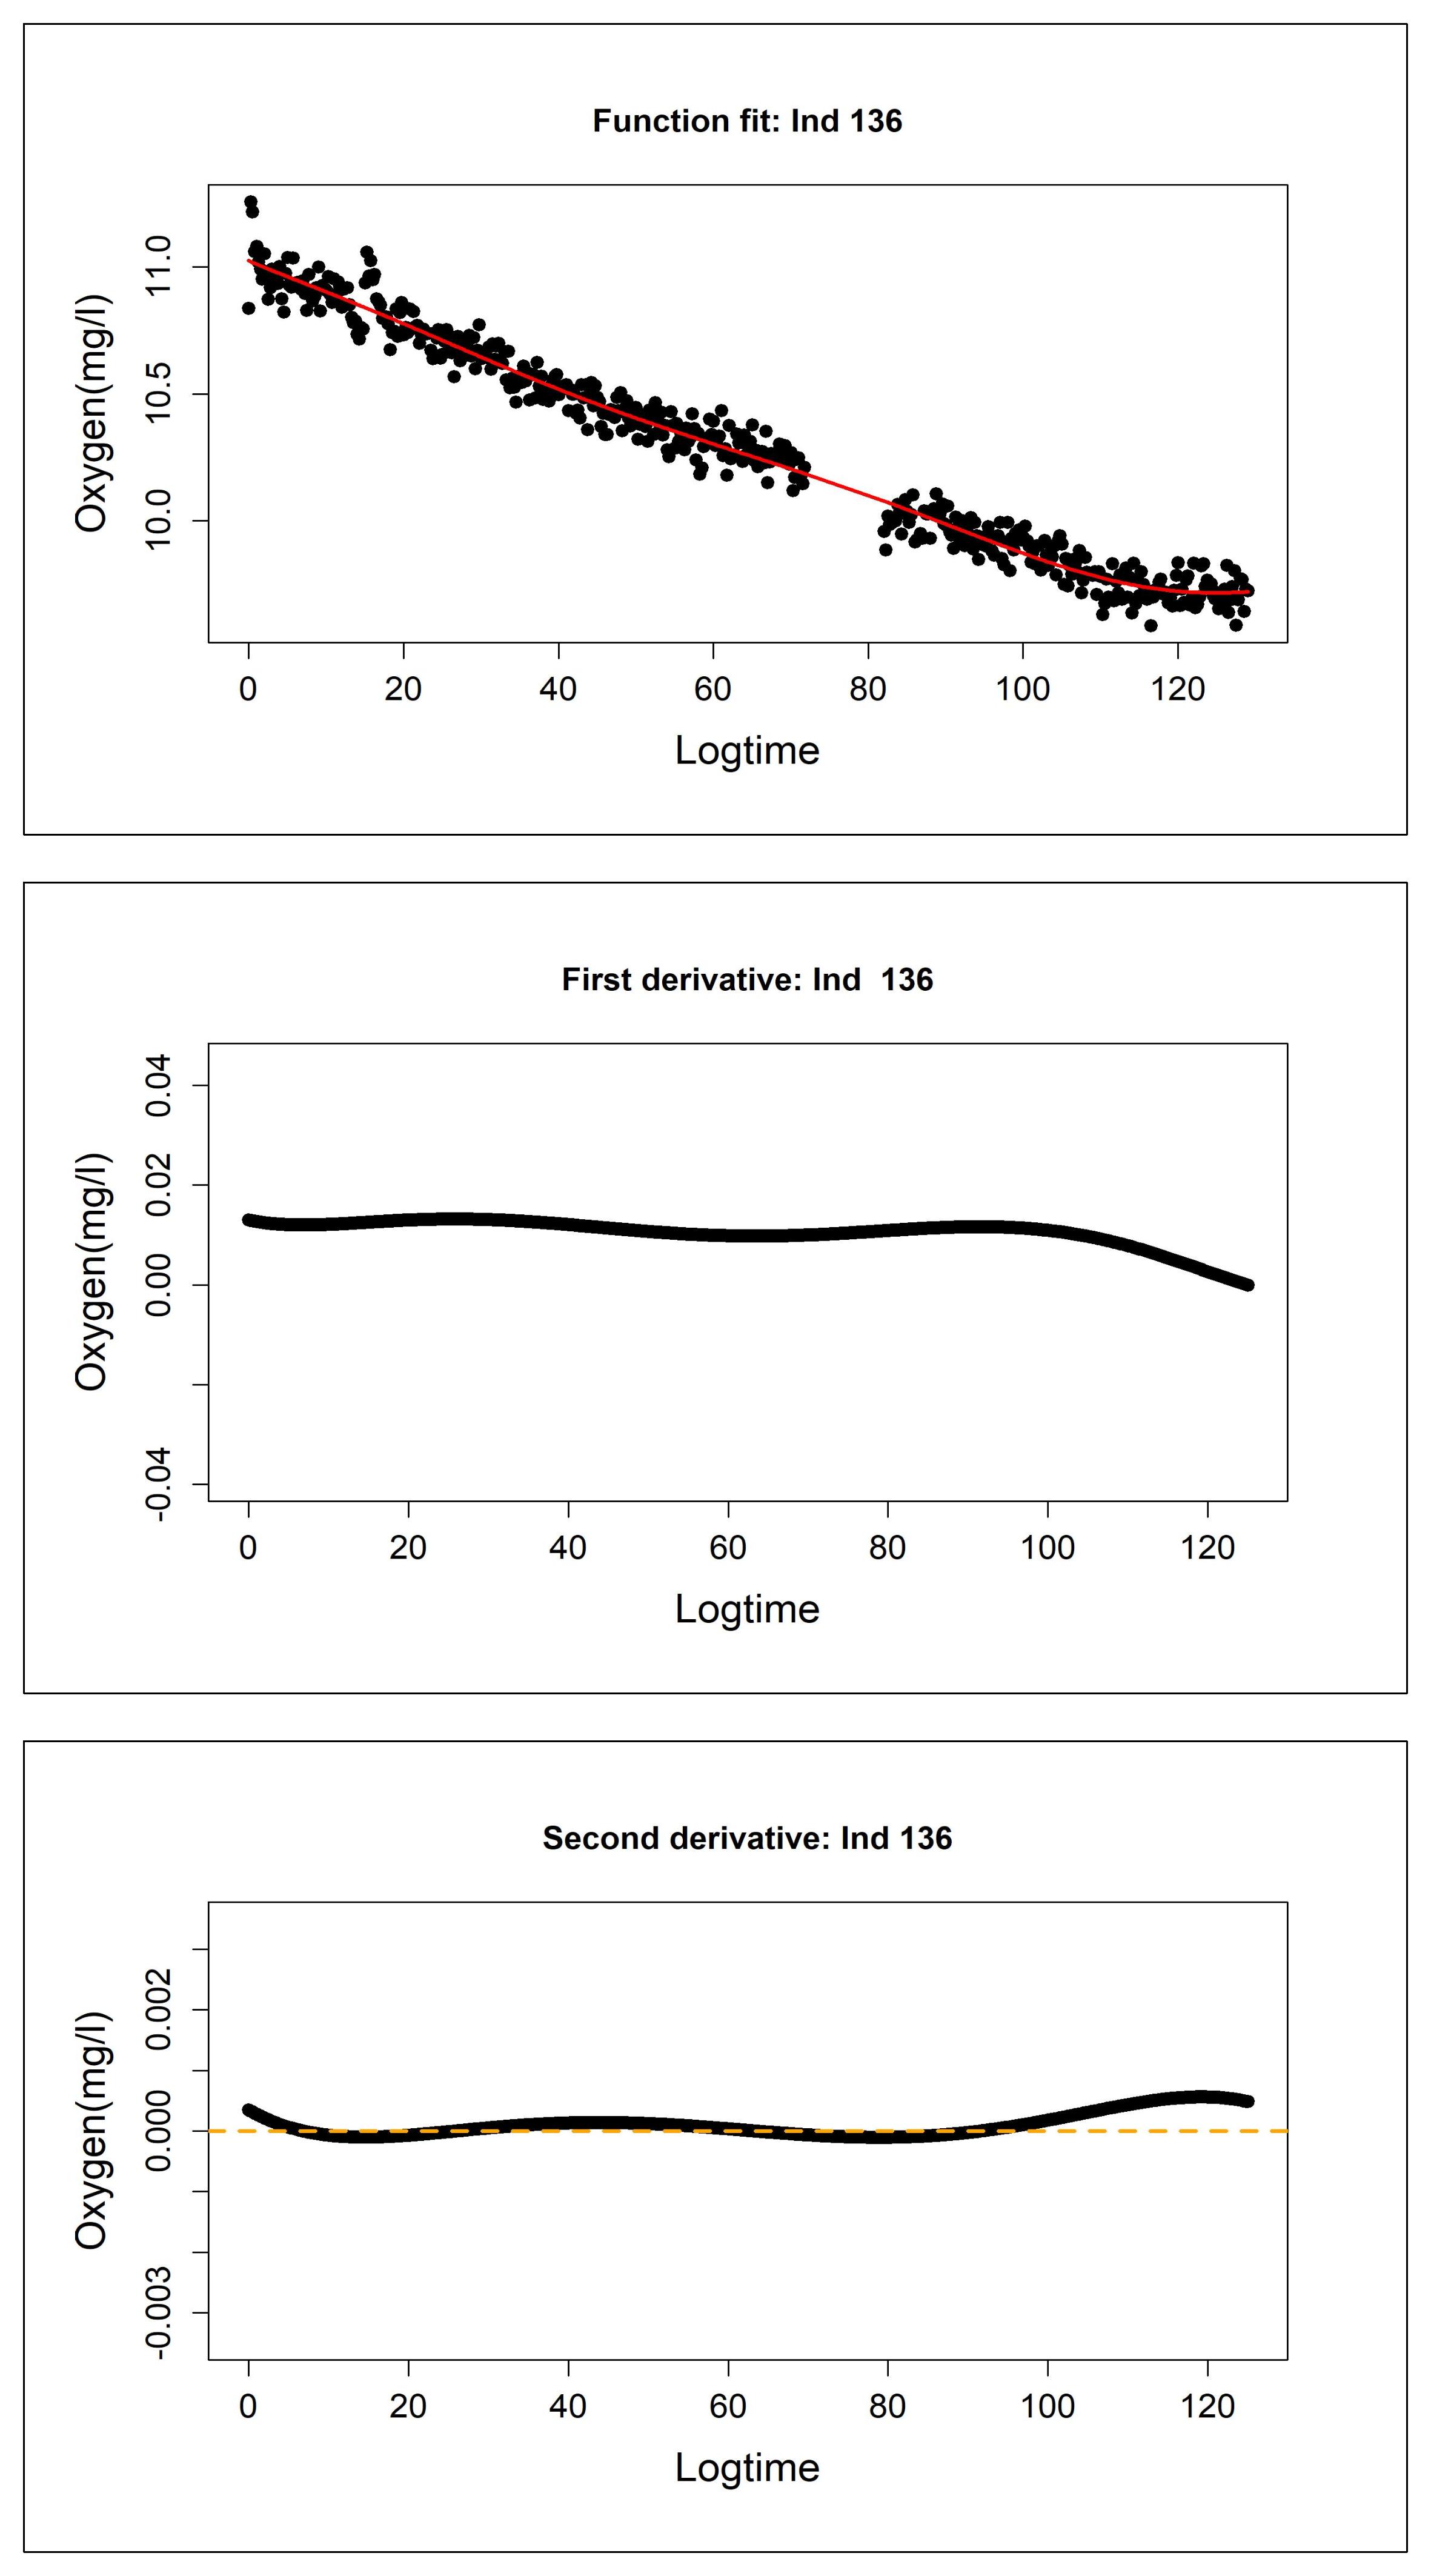 Function fit: Ind 136
Oxygen(mg/l)
11.0
10.5
10.0
0 20 40 60 80 100 120
Logtime
First derivative: Ind 136
Oxygen(mg/l)
0.04
0.02
0.00
-0.04
0 20 40 60 80 100 120
Logtime
Second derivative: Ind 136
Oxygen(mg/l)
0.002
0.000
-0.003
0 20 40 60 80 100 120
Logtime